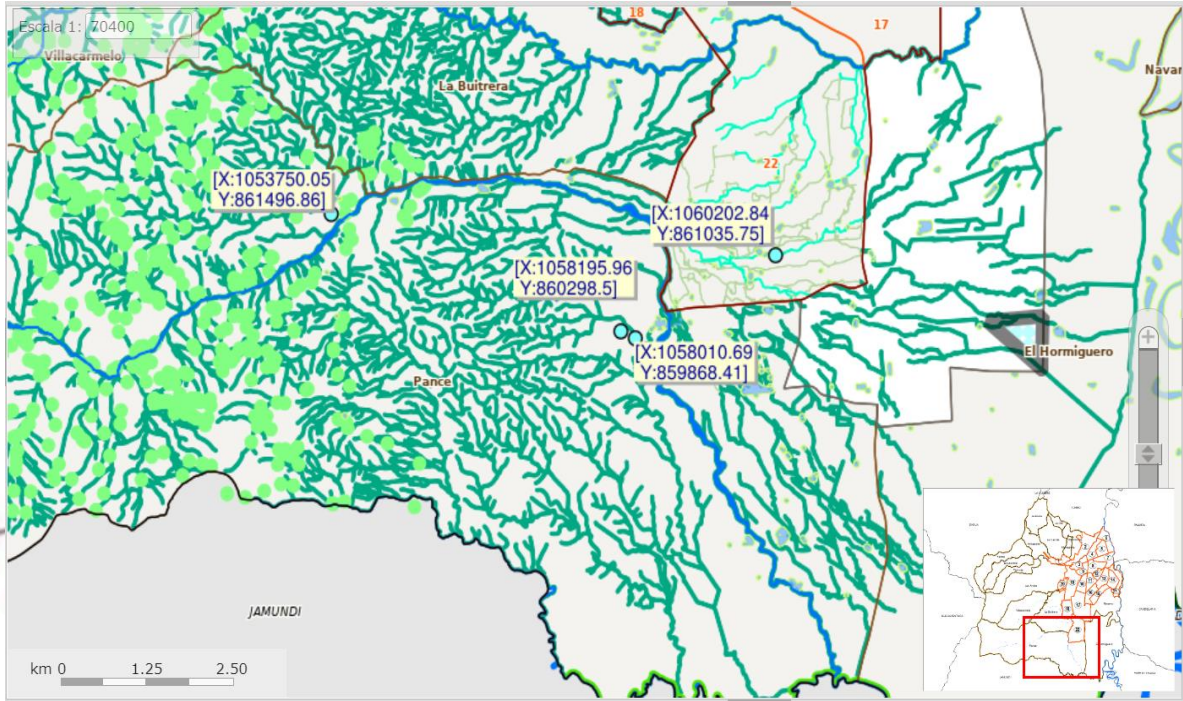 Escala 1: 70400
18
17
Villacarmelo
La Buitrera
Navar
22
[X:1053750.05
Y:861496.86]
[X:1060202.84
Y:861035.75]
[X:1058195.96
Y:860298.5]
[X:1058010.69
Y:859868.41]
El Hormiguero
Pance
JAMUNDI
km 0 1.25 2.50